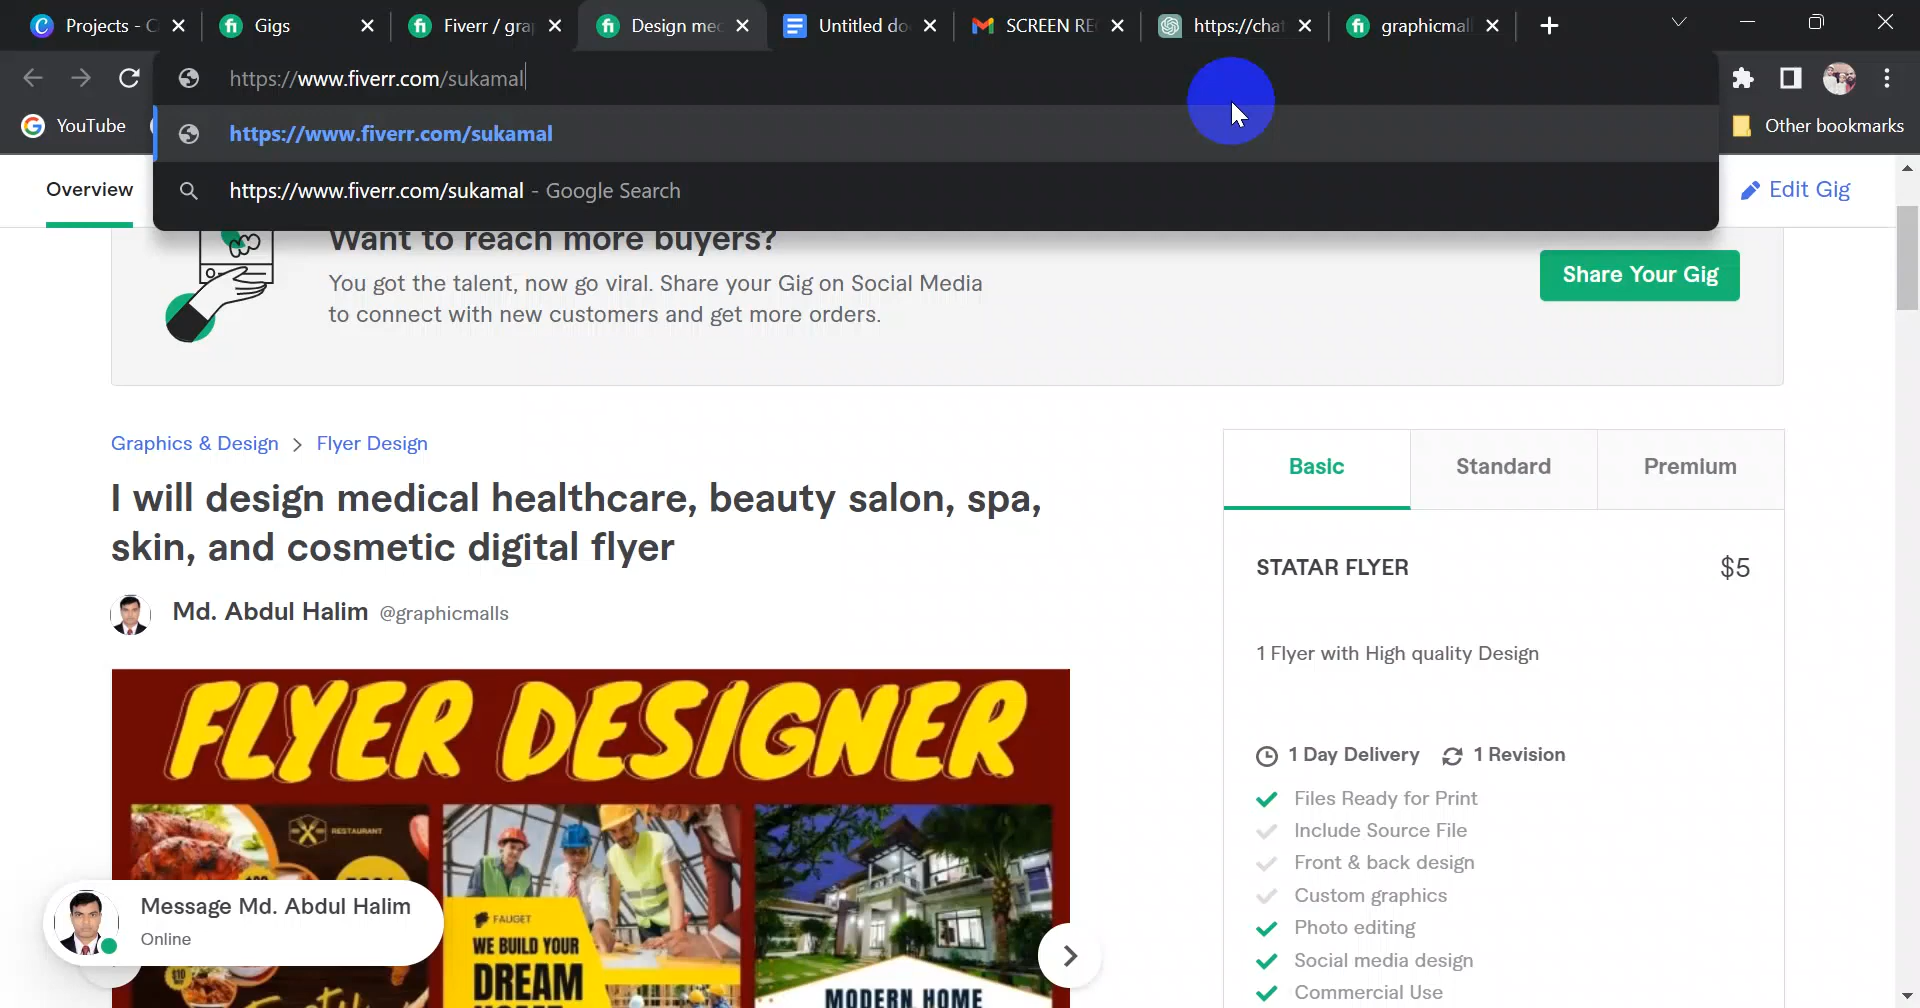 Projects - C
Gigs
Fiverr / gra
Design med
Untitled do
SCREEN RE
https://chat
graphicmall
https://www.fiverr.com/sukamal
YouTube
https://www.fiverr.com/sukamal
Other bookmarks
https://www.fiverr.com/sukamal - Google Search
Overview
Edit Gig
Want to reach more buyers?
You got the talent, now go viral. Share your Gig on Social Media
to connect with new customers and get more orders.
Share Your Gig
Graphics & Design > Flyer Design
I will design medical healthcare, beauty salon, spa,
skin, and cosmetic digital flyer
Md. Abdul Halim @graphicmalls
Basic
Standard
Premium
STATAR FLYER
$5
1 Flyer with High quality Design
1 Day Delivery
1 Revision
Files Ready for Print
Include Source File
Front & back design
Custom graphics
Photo editing
Social media design
Commercial Use
FLYER DESIGNER
RESTAURANT
FAUGET
WE BUILD YOUR
DREAM
MODERN HOME
$10
Message Md. Abdul Halim
Online